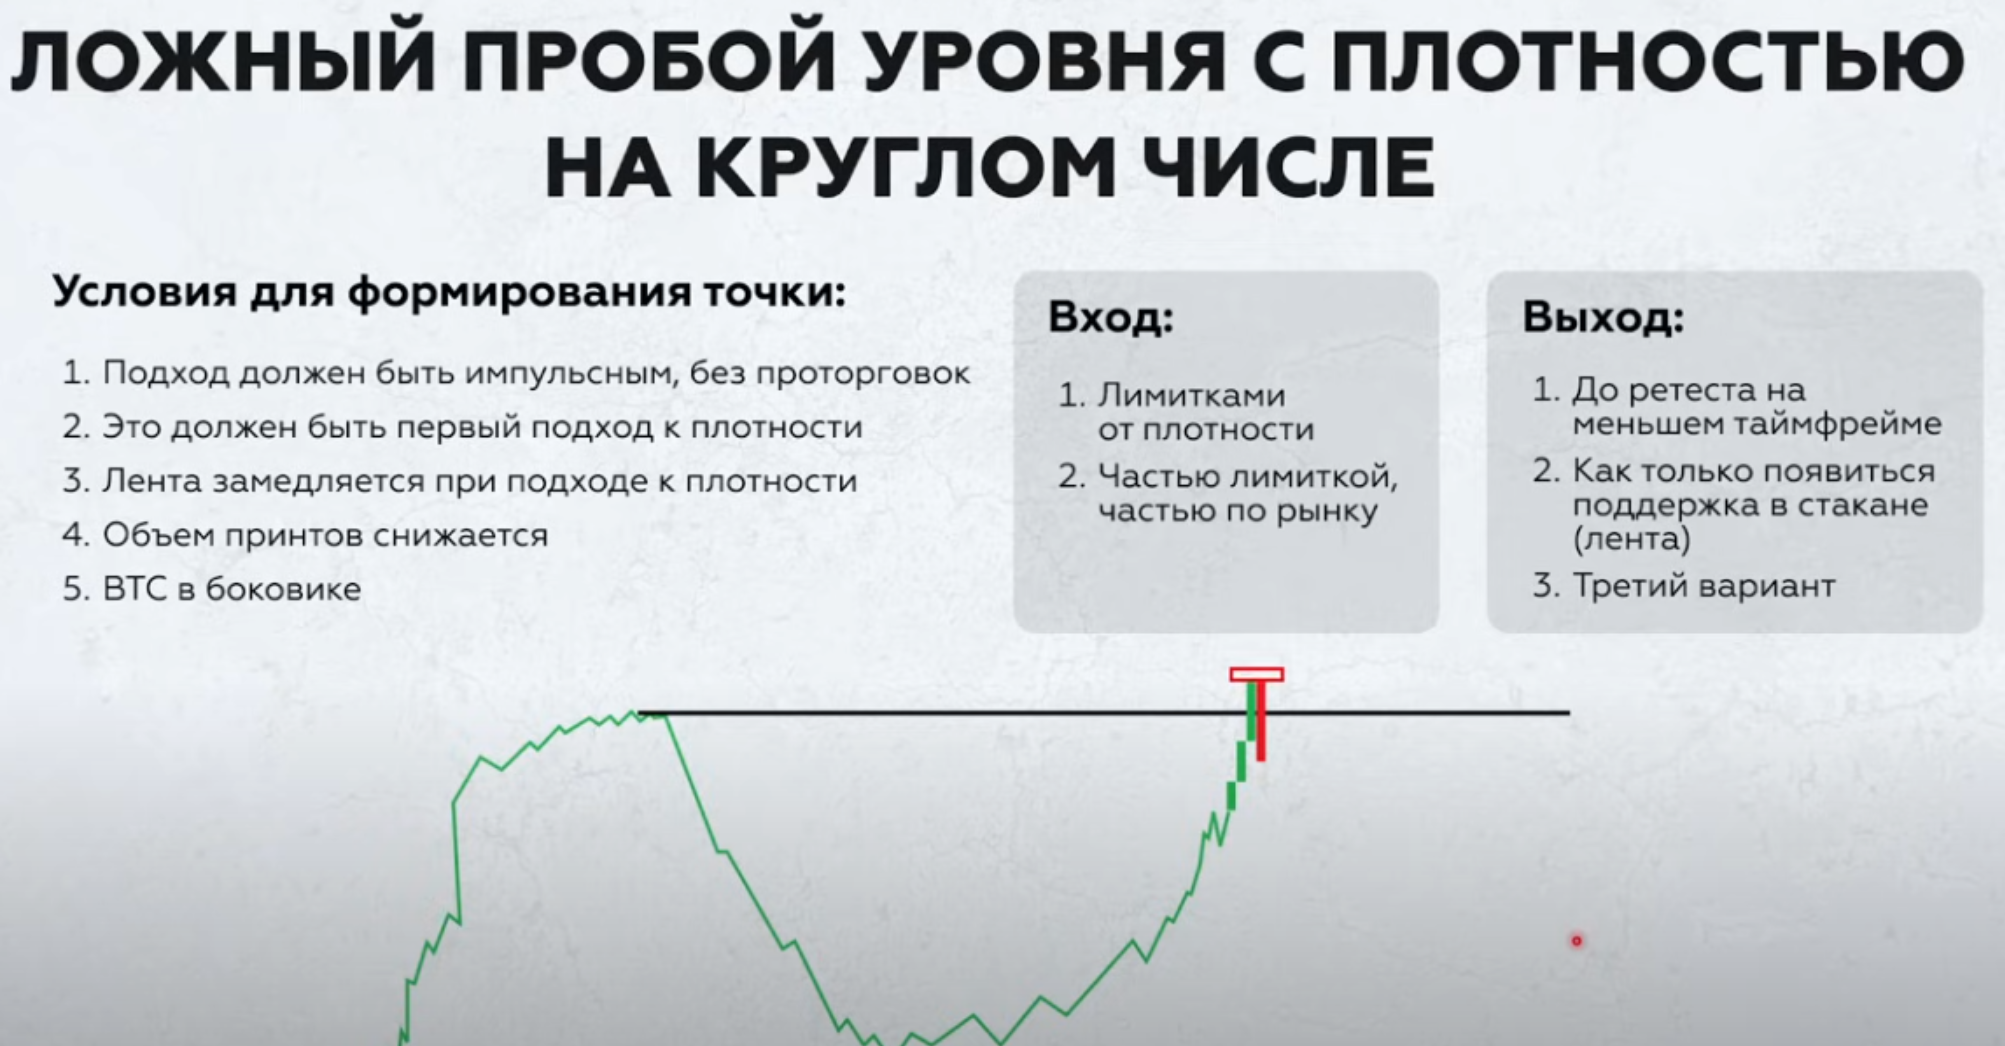 ЛОЖНЫЙ ПРОБОЙ УРОВНЯ С ПЛОТНОСТЬЮ
НА КРУГЛОМ ЧИСЛЕ
Условия для формирования точки:
1. Подход должен быть импульсным, без проторговок
2. Это должен быть первый подход к плотности
3. Лента замедляется при подходе к плотности
4. Объем принтов снижается
5. BTC в боковике
Вход:
1. Лимитками
от плотности
2. Частью лимиткой,
частью по рынку
Выход:
1. До ретеста на
меньшем таймфрейме
2. Как только появиться
поддержка в стакане
(лента)
3. Третий вариант